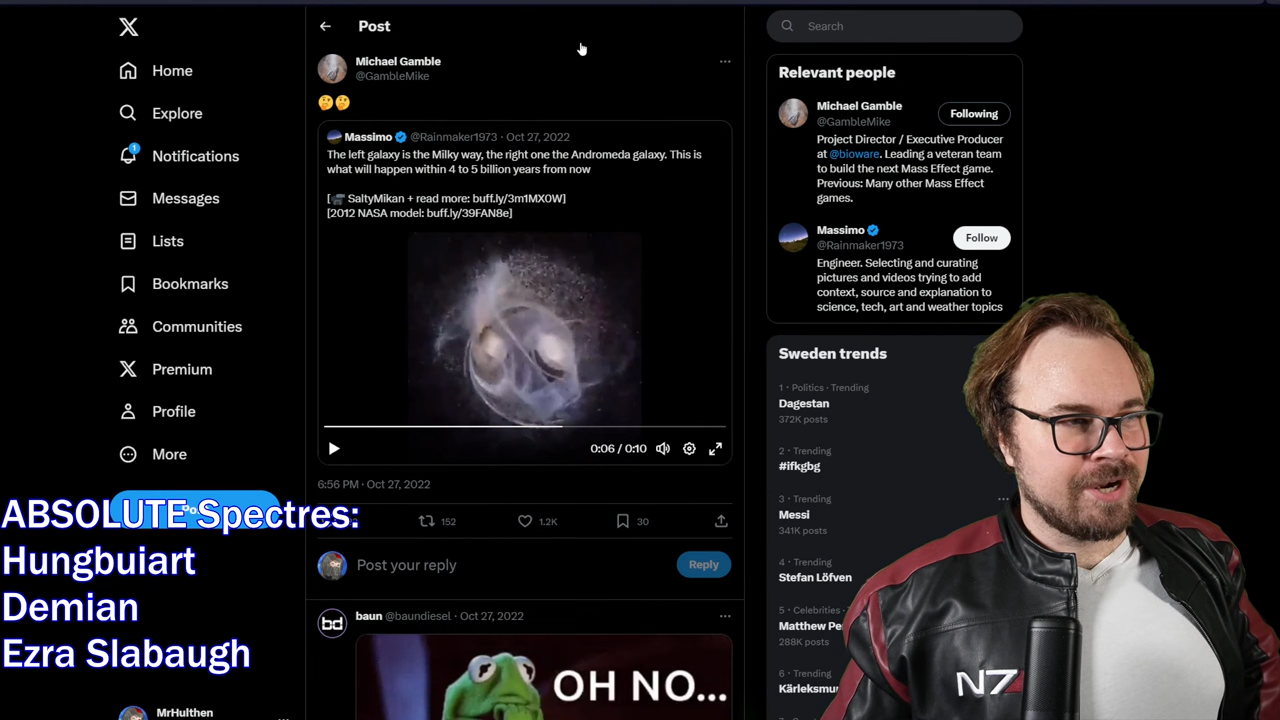 Home
Explore
1
Notifications
Messages
Lists
Bookmarks
Communities
Premium
Profile
More
ABSOLUTE Spectres:
Hungbuiart
Demian
Ezra Slabaugh
MrHulthen
Post
Michael Gamble
@GambleMike
🤔🤔
Massimo @Rainmaker1973 · Oct 27, 2022
The left galaxy is the Milky way, the right one the Andromeda galaxy. This is
what will happen within 4 to 5 billion years from now
[📹 SaltyMikan + read more: buff.ly/3m1MX0W]
[2012 NASA model: buff.ly/39FAN8e]
0:06 / 0:10
6:56 PM · Oct 27, 2022
152
1.2K
30
Post your reply
Reply
bd
baun @baundiesel · Oct 27, 2022
OH NO...
Search
Relevant people
Michael Gamble
@GambleMike
Following
Project Director / Executive Producer
at @bioware. Leading a veteran team
to build the next Mass Effect game.
Previous: Many other Mass Effect
games.
Massimo
@Rainmaker1973
Follow
Engineer. Selecting and curating
pictures and videos trying to add
context, source and explanation to
science, tech, art and weather topics
Sweden trends
1 · Politics · Trending
Dagestan
372K posts
2 · Trending
#ifkgbg
3 · Trending
Messi
341K posts
4 · Trending
Stefan Löfven
5 · Celebrities ·
Matthew Pe
288K posts
6 · Trending
Kärleksmu
N7